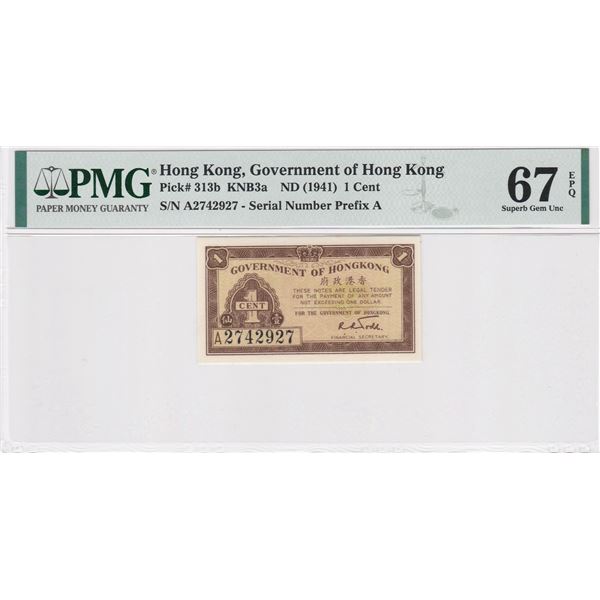 PMG®
PAPER MONEY GUARANTY
Hong Kong, Government of Hong Kong
Pick# 313b KNB3a ND (1941) 1 Cent
S/N A2742927 - Serial Number Prefix A
67 EPQ
Superb Gem Unc
1 1
GOVERNMENT OF HONGKONG
府政港香
THESE NOTES ARE LEGAL TENDER
FOR THE PAYMENT OF ANY AMOUNT
NOT EXCEEDING ONE DOLLAR.
FOR THE GOVERNMENT OF HONGKONG
1
CENT
仙 壹
A2742927
FINANCIAL SECRETARY.